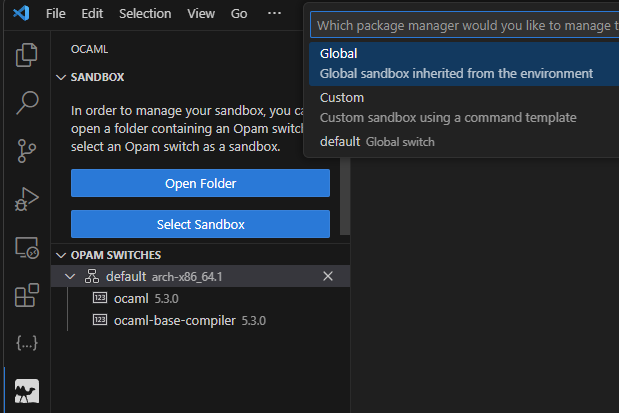 File Edit Selection View Go ...
Which package manager would you like to manage t
OCAML
Global
SANDBOX
Global sandbox inherited from the environment
In order to manage your sandbox, you ca
open a folder containing an Opam switch
select an Opam switch as a sandbox.
Custom
Custom sandbox using a command template
default Global switch
Open Folder
Select Sandbox
OPAM SWITCHES
default arch-x86_64.1
123 ocaml 5.3.0
123 ocaml-base-compiler 5.3.0
{...}